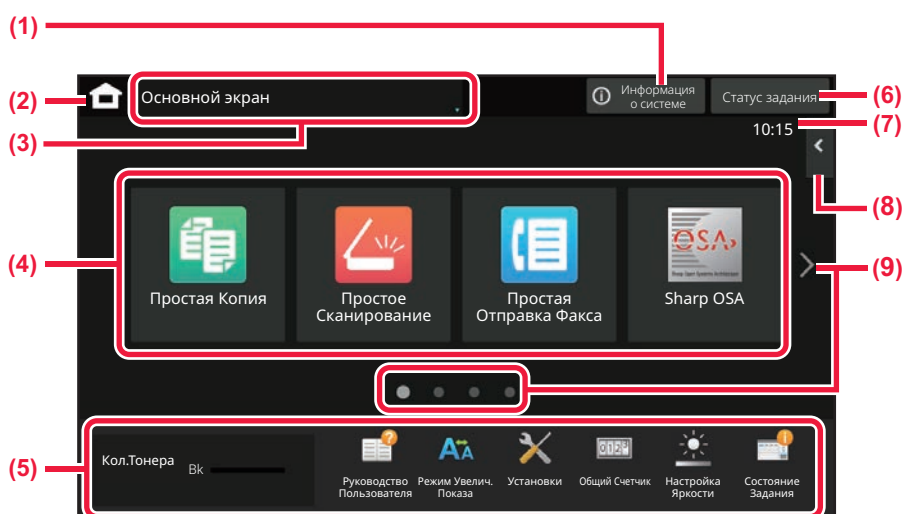 (1)
(2)
Основной экран
Информация
о системе
Статус задания
(6)
(3)
10:15
(7)
(8)
(4)
Простая Копия
Простое
Сканирование
Простая
Отправка Факса
OSA
Sharp OSA
(9)
(5)
Кол.Тонера
Bk
Руководство
Пользователя
Режим Увелич.
Показа
Установки
Общий Счетчик
Настройка
Яркости
Состояние
Задания